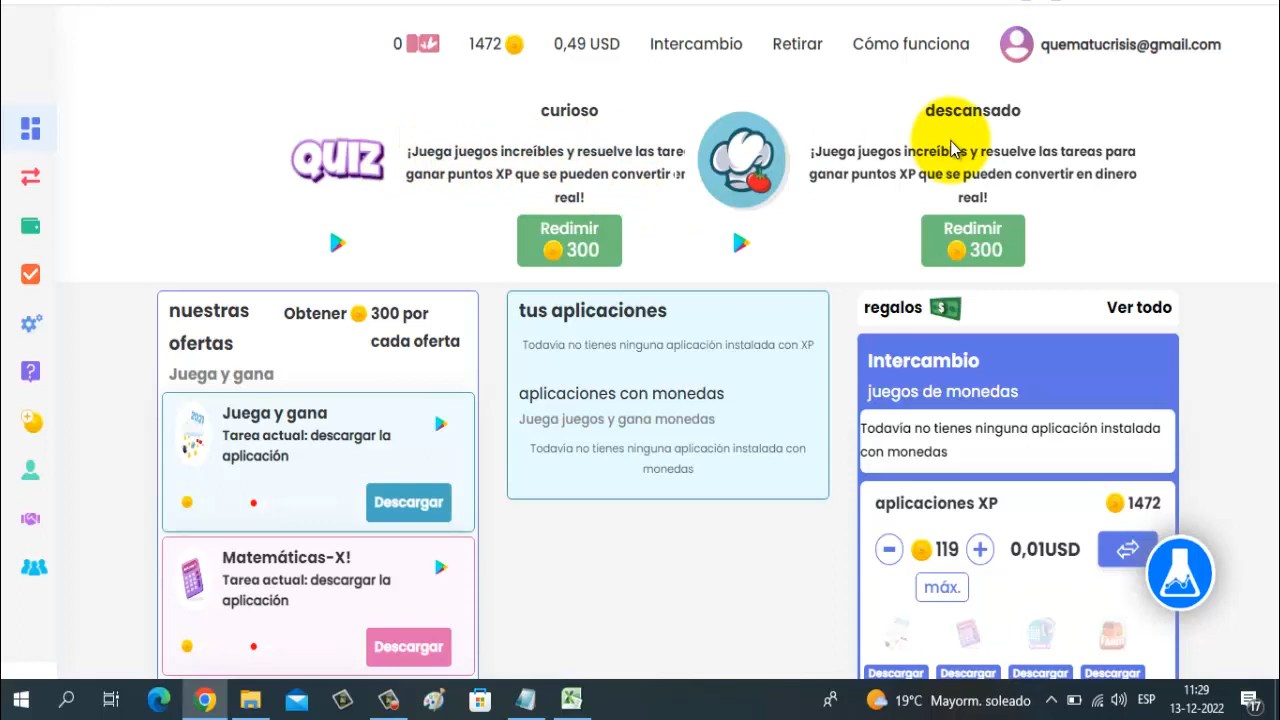 0
1472
0,49 USD
Intercambio
Retirar
Cómo funciona
quematucrisis@gmail.com
curioso
QUIZ
¡Juega juegos increíbles y resuelve las tare
ganar puntos XP que se pueden convertir er
real!
Redimir
300
descansado
¡Juega juegos increíbles y resuelve las tareas para
ganar puntos XP que se pueden convertir en dinero
real!
Redimir
300
nuestras
ofertas
Obtener 300 por
cada oferta
Juega y gana
Juega y gana
Tarea actual: descargar la
aplicación
Descargar
Matemáticas-X!
Tarea actual: descargar la
aplicación
Descargar
tus aplicaciones
Todavía no tienes ninguna aplicación instalada con XP
aplicaciones con monedas
Juega juegos y gana monedas
Todavía no tienes ninguna aplicación instalada con
monedas
regalos
Ver todo
Intercambio
juegos de monedas
Todavía no tienes ninguna aplicación instalada
con monedas
aplicaciones XP
1472
- 119 +
0,01USD
máx.
Descargar Descargar Descargar Descargar
19°C Mayorm. soleado
ESP
11:29
13-12-2022
17